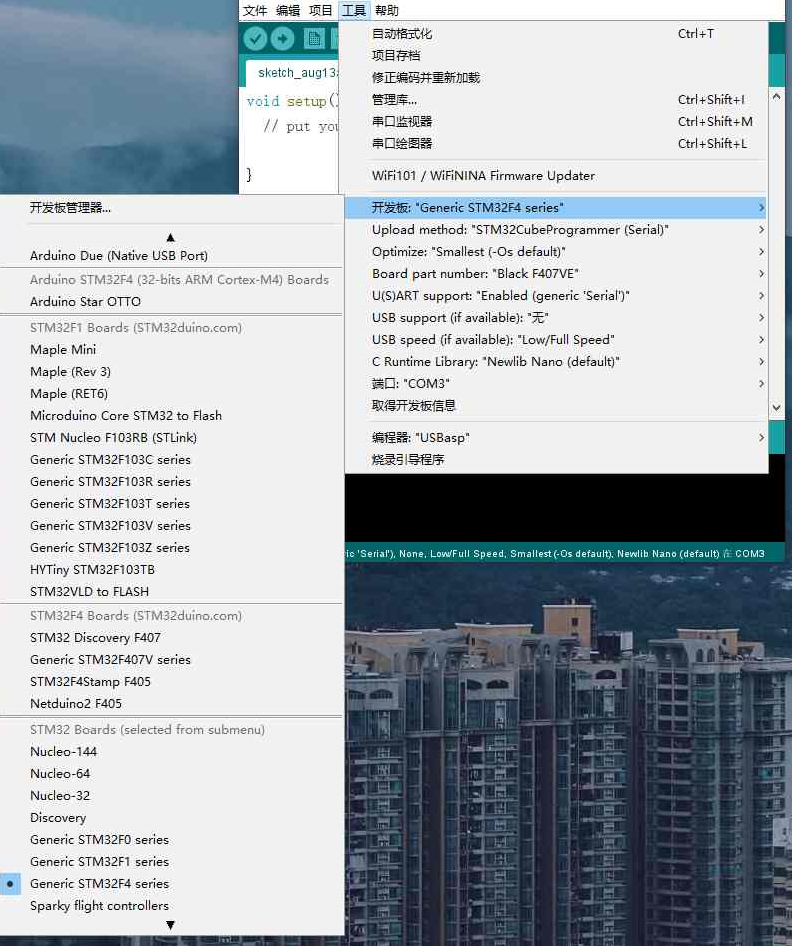 文件 编辑 项目 工具 帮助
sketch_aug13
void setup()
// put you
}
自动格式化 Ctrl+T
项目存档
修正编码并重新加载
管理库... Ctrl+Shift+I
串口监视器 Ctrl+Shift+M
串口绘图器 Ctrl+Shift+L
WiFi101 / WiFiNINA Firmware Updater
开发板: "Generic STM32F4 series"
Upload method: "STM32CubeProgrammer (Serial)"
Optimize: "Smallest (-Os default)"
Board part number: "Black F407VE"
U(S)ART support: "Enabled (generic 'Serial')"
USB support (if available): "无"
USB speed (if available): "Low/Full Speed"
C Runtime Library: "Newlib Nano (default)"
端口: "COM3"
取得开发板信息
编程器: "USBasp"
烧录引导程序
ric 'Serial'), None, Low/Full Speed, Smallest (-Os default), Newlib Nano (default) 在 COM3
开发板管理器...
Arduino Due (Native USB Port)
Arduino STM32F4 (32-bits ARM Cortex-M4) Boards
Arduino Star OTTO
STM32F1 Boards (STM32duino.com)
Maple Mini
Maple (Rev 3)
Maple (RET6)
Microduino Core STM32 to Flash
STM Nucleo F103RB (STLink)
Generic STM32F103C series
Generic STM32F103R series
Generic STM32F103T series
Generic STM32F103V series
Generic STM32F103Z series
HYTiny STM32F103TB
STM32VLD to FLASH
STM32F4 Boards (STM32duino.com)
STM32 Discovery F407
Generic STM32F407V series
STM32F4Stamp F405
Netduino2 F405
STM32 Boards (selected from submenu)
Nucleo-144
Nucleo-64
Nucleo-32
Discovery
Generic STM32F0 series
Generic STM32F1 series
Generic STM32F4 series
Sparky flight controllers